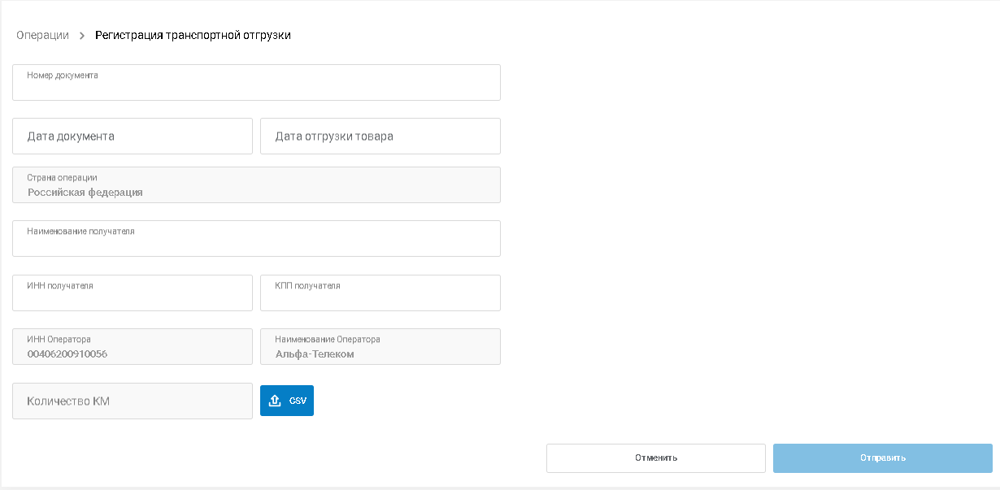 Операции > Регистрация транспортной отгрузки
Номер документа
Дата документа Дата отгрузки товара
Страна операции
Российская федерация
Наименование получателя
ИНН получателя КПП получателя
ИНН Оператора Наименование Оператора
00406200910056 Альфа-Телеком
Количество КМ CSV
Отменить Отправить